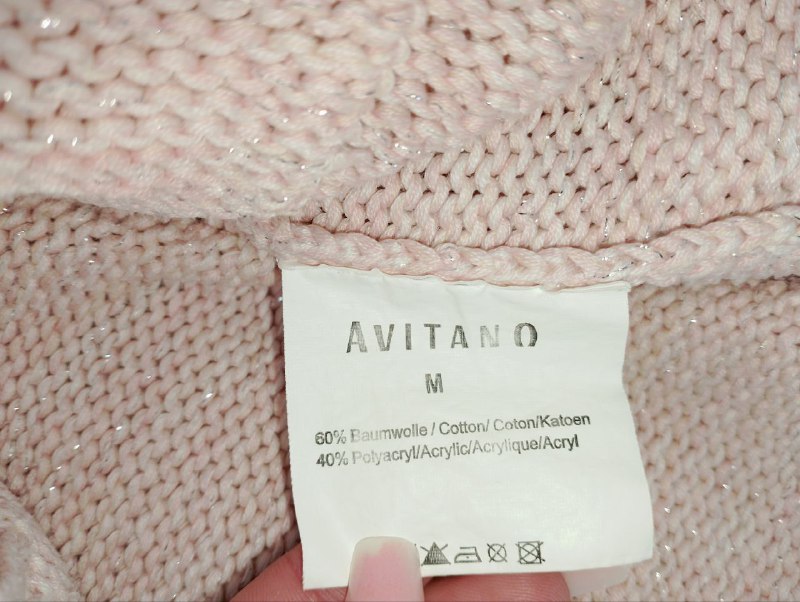 AVITANO
M
60% Baumwolle / Cotton/ Coton/Katoen
40% Polyacryl/Acrylic/Acrylique/Acryl